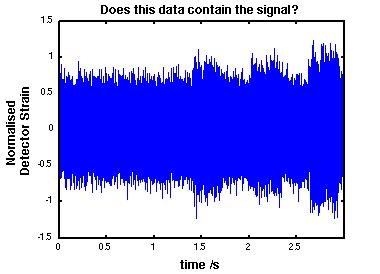 Does this data contain the signal?
1.5
1
0.5
0
-0.5
-1
-1.5
Normalised
Detector Strain
0 0.5 1 1.5 2 2.5
time /s